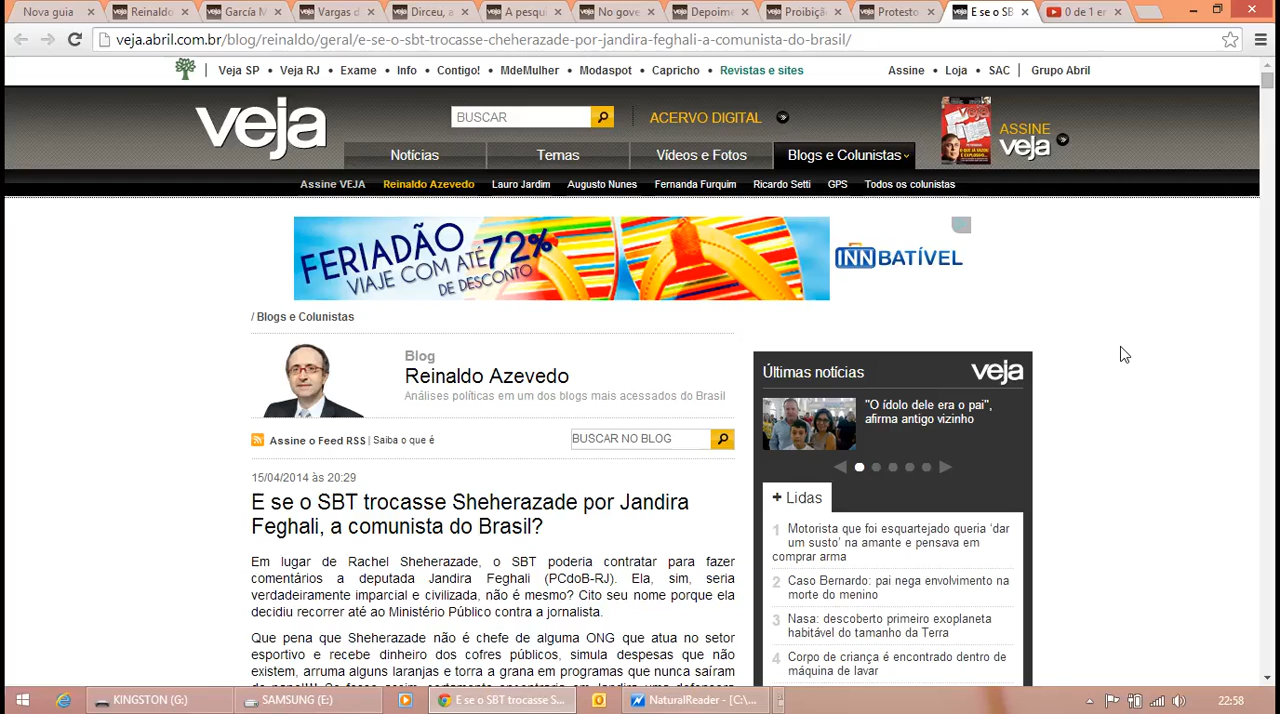 Nova guia
Reinaldo
García M
Vargas d
Dirceu, a
A pesqui
No gove
Depoime
Proibiçã
Protesto
E se o SB
0 de 1 er
veja.abril.com.br/blog/reinaldo/geral/e-se-o-sbt-trocasse-cheherazade-por-jandira-feghali-a-comunista-do-brasil/
Veja SP • Veja RJ • Exame • Info • Contigo! • MdeMulher • Modaspot • Capricho • Revistas e sites
Assine • Loja • SAC Grupo Abril
veja
BUSCAR
ACERVO DIGITAL
ASSINE
veja
Notícias
Temas
Vídeos e Fotos
Blogs e Colunistas
Assine VEJA Reinaldo Azevedo Lauro Jardim Augusto Nunes Fernanda Furquim Ricardo Setti GPS Todos os colunistas
FERIADÃO
VIAJE COM ATÉ 72%
DE DESCONTO
INNBATÍVEL
/ Blogs e Colunistas
Blog
Reinaldo Azevedo
Análises políticas em um dos blogs mais acessados do Brasil
Assine o Feed RSS | Saiba o que é
BUSCAR NO BLOG
15/04/2014 às 20:29
E se o SBT trocasse Sheherazade por Jandira
Feghali, a comunista do Brasil?
Em lugar de Rachel Sheherazade, o SBT poderia contratar para fazer
comentários a deputada Jandira Feghali (PCdoB-RJ). Ela, sim, seria
verdadeiramente imparcial e civilizada, não é mesmo? Cito seu nome porque ela
decidiu recorrer até ao Ministério Público contra a jornalista.
Que pena que Sheherazade não é chefe de alguma ONG que atua no setor
esportivo e recebe dinheiro dos cofres públicos, simula despesas que não
existem, arruma alguns laranjas e torra a grana em programas que nunca saíram
Últimas notícias
veja
"O ídolo dele era o pai",
afirma antigo vizinho
+ Lidas
1 Motorista que foi esquartejado queria ‘dar
um susto’ na amante e pensava em
comprar arma
2 Caso Bernardo: pai nega envolvimento na
morte do menino
3 Nasa: descoberto primeiro exoplaneta
habitável do tamanho da Terra
4 Corpo de criança é encontrado dentro de
máquina de lavar
KINGSTON (G:)
SAMSUNG (E:)
E se o SBT trocasse S...
NaturalReader - [C:\...
22:58